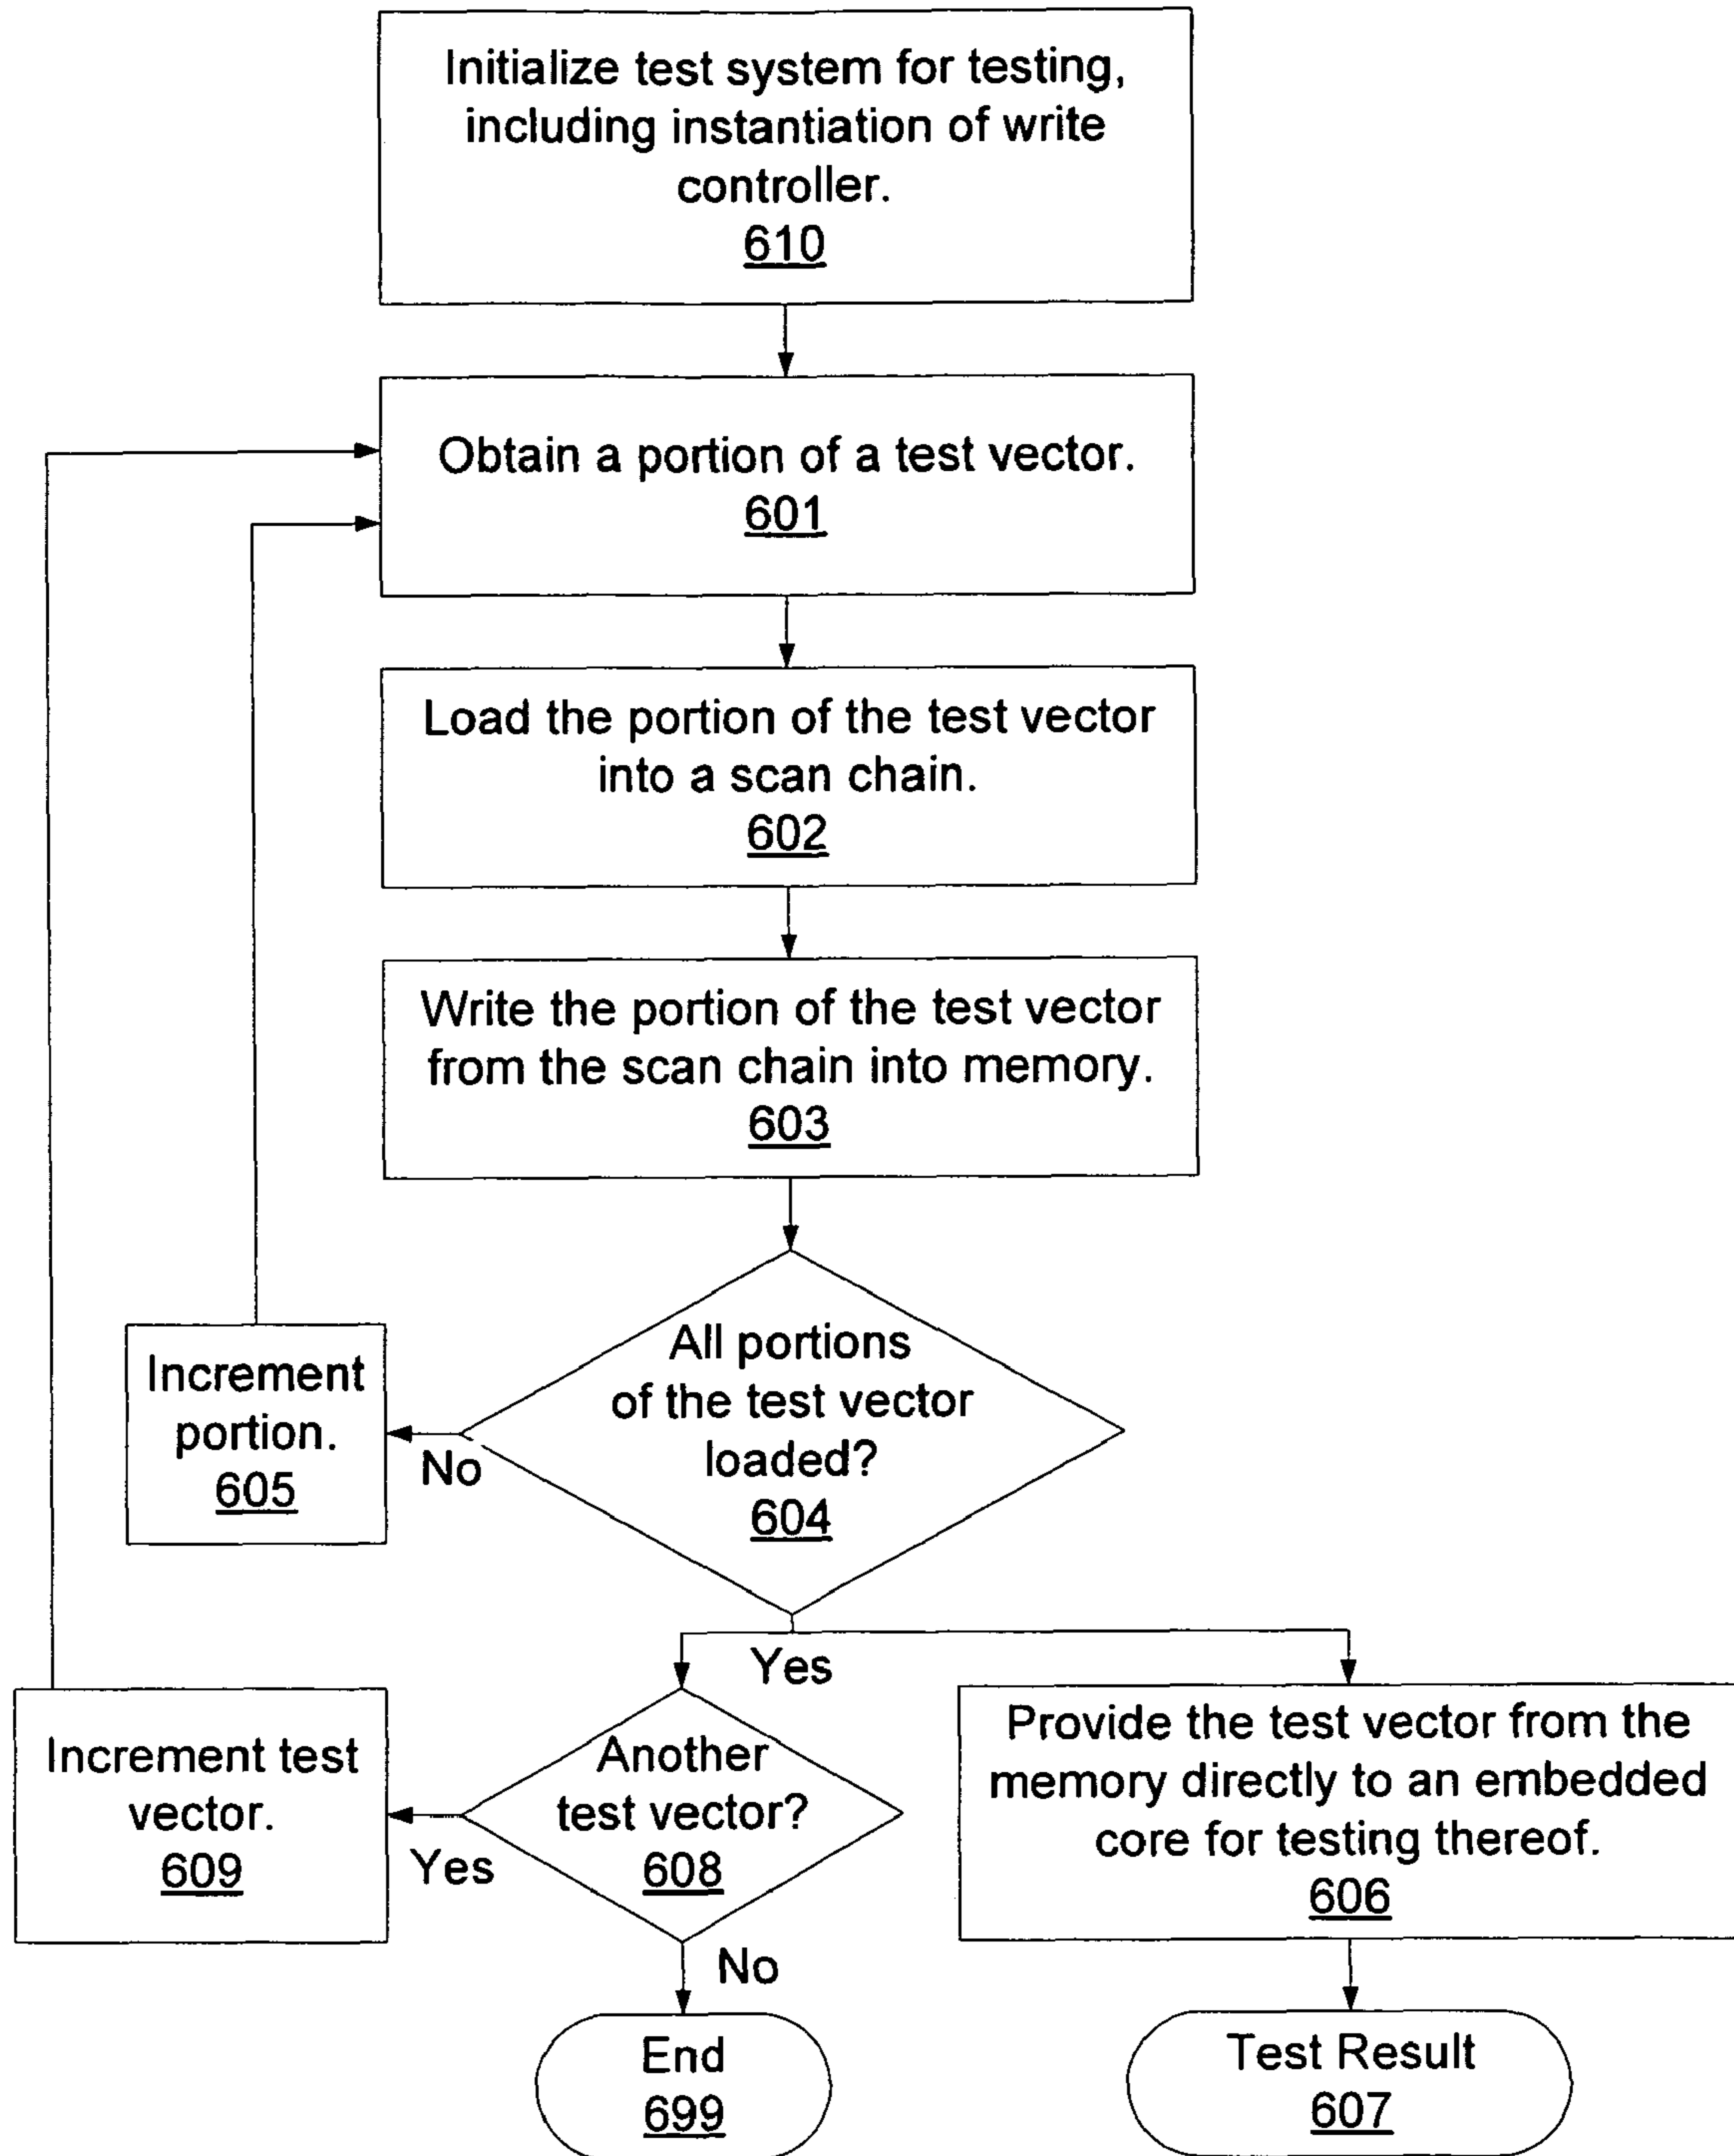 Initialize test system for testing,
including instantiation of write
controller.
610
Obtain a portion of a test vector.
601
Load the portion of the test vector
into a scan chain.
602
Write the portion of the test vector
from the scan chain into memory.
603
All portions
of the test vector
loaded?
604
No
Increment
portion.
605
Yes
Another
test vector?
608
Yes
Increment test
vector.
609
No
End
699
Provide the test vector from the
memory directly to an embedded
core for testing thereof.
606
Test Result
607